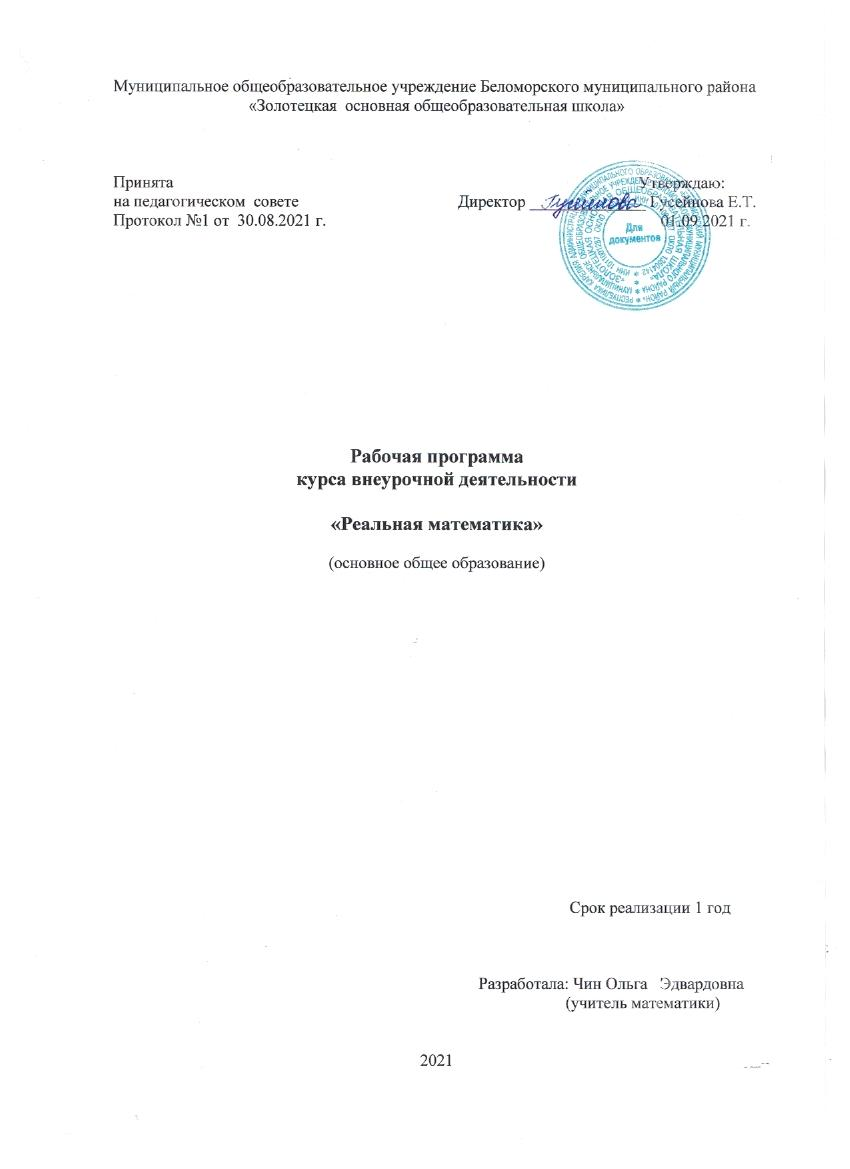 Муниципальное общеобразовательное учреждение Беломорского муниципального района
«Золотецкая основная общеобразовательная школа»
Принята Утверждаю:
на педагогическом совете Директор Гусейнова Гусейнова Е.Т.
Протокол №1 от 30.08.2021 г. 01.09.2021 г.
Для
документов
Рабочая программа
курса внеурочной деятельности
«Реальная математика»
(основное общее образование)
Срок реализации 1 год
Разработала: Чин Ольга Эдвардовна
(учитель математики)
2021